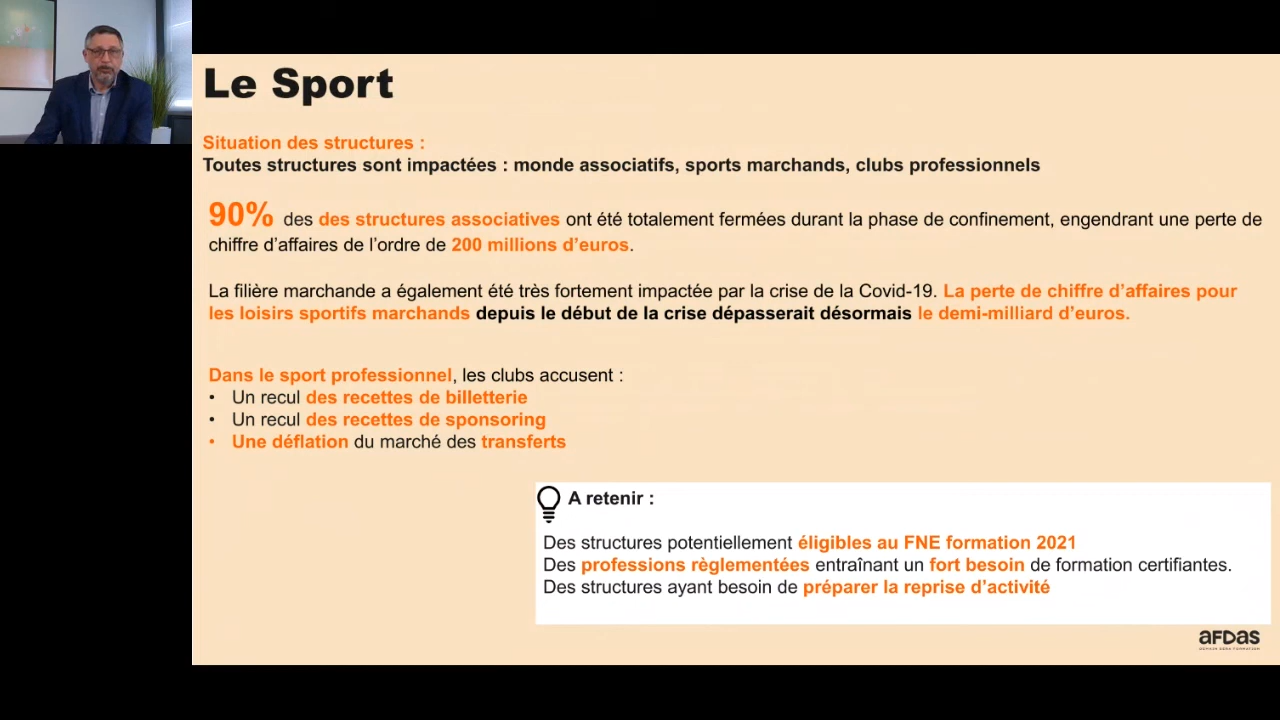 Le Sport
Situation des structures :
Toutes structures sont impactées : monde associatifs, sports marchands, clubs professionnels
90% des des structures associatives ont été totalement fermées durant la phase de confinement, engendrant une perte de
chiffre d’affaires de l’ordre de 200 millions d’euros.
La filière marchande a également été très fortement impactée par la crise de la Covid-19. La perte de chiffre d’affaires pour
les loisirs sportifs marchands depuis le début de la crise dépasserait désormais le demi-milliard d’euros.
Dans le sport professionnel, les clubs accusent :
• Un recul des recettes de billetterie
• Un recul des recettes de sponsoring
• Une déflation du marché des transferts
A retenir :
Des structures potentiellement éligibles au FNE formation 2021
Des professions règlementées entraînant un fort besoin de formation certifiantes.
Des structures ayant besoin de préparer la reprise d’activité
afdas